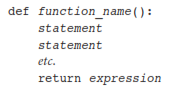 def function_name():
    statement
    statement
    etc.
    return expression